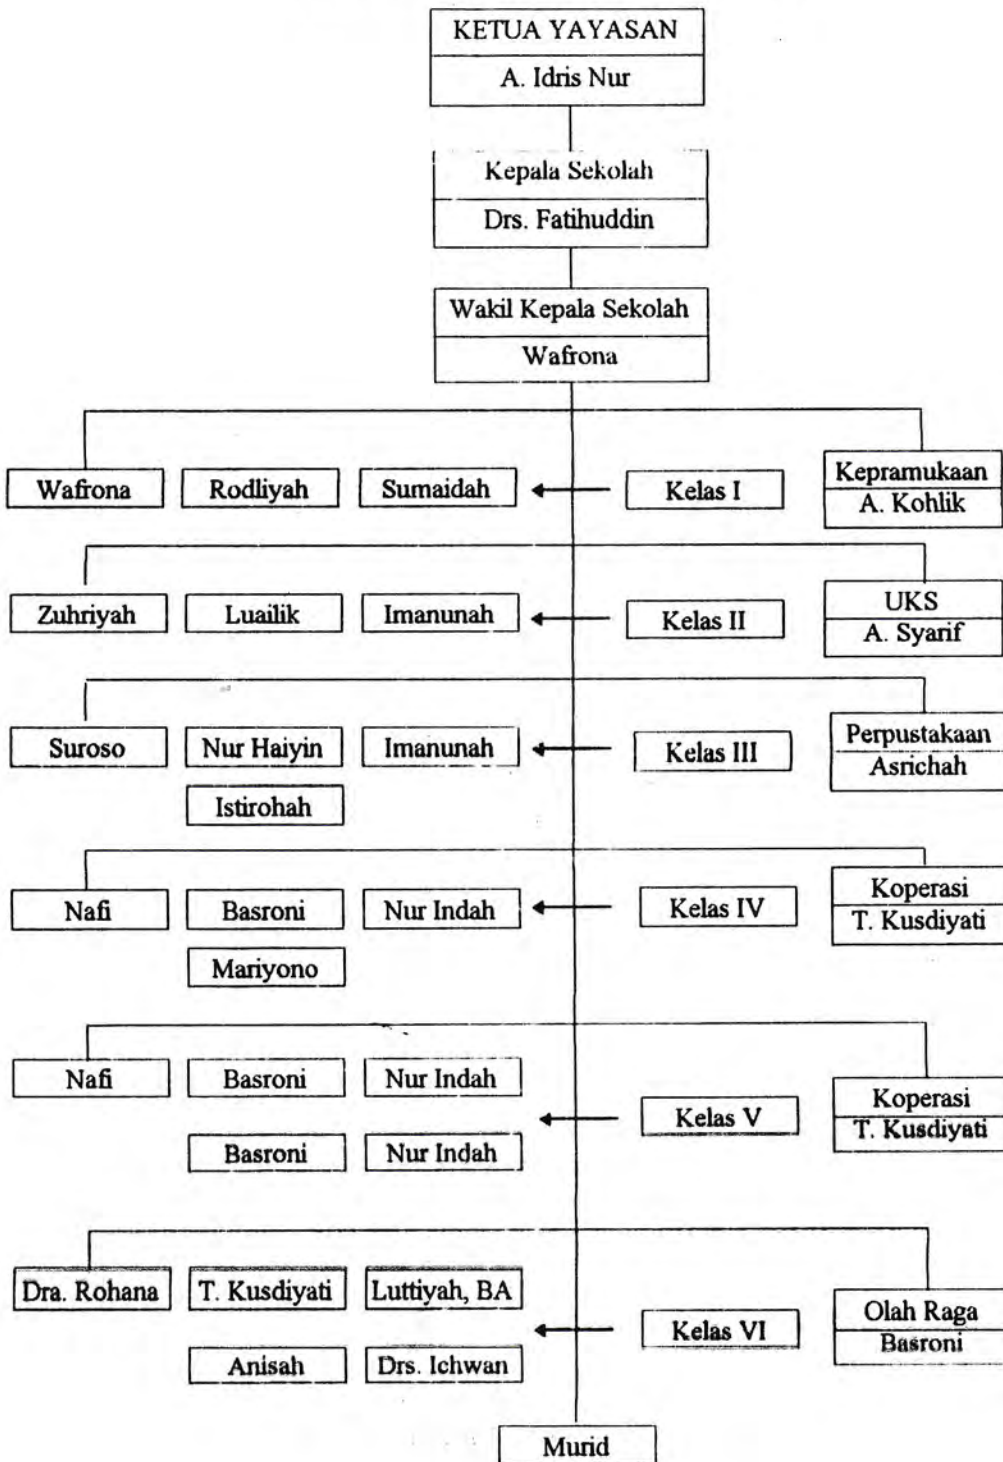 KETUA YAYASAN
A. Idris Nur
Kepala Sekolah
Drs. Fatihuddin
Wakil Kepala Sekolah
Wafrona
Wafrona Rodliyah Sumaidah Kelas I Kepramukaan
A. Kohlik
Zuhriyah Luailik Imanunah Kelas II UKS
A. Syarif
Suroso Nur Haiyin Imanunah Kelas III Perpustakaan
Asrichah
Istirohah
Nafi Basroni Nur Indah Kelas IV Koperasi
T. Kusdiyati
Mariyono
Nafi Basroni Nur Indah
Kelas V Koperasi
T. Kusdiyati
Basroni Nur Indah
Dra. Rohana T. Kusdiyati Luttiyah, BA
Kelas VI Olah Raga
Basroni
Anisah Drs. Ichwan
Murid